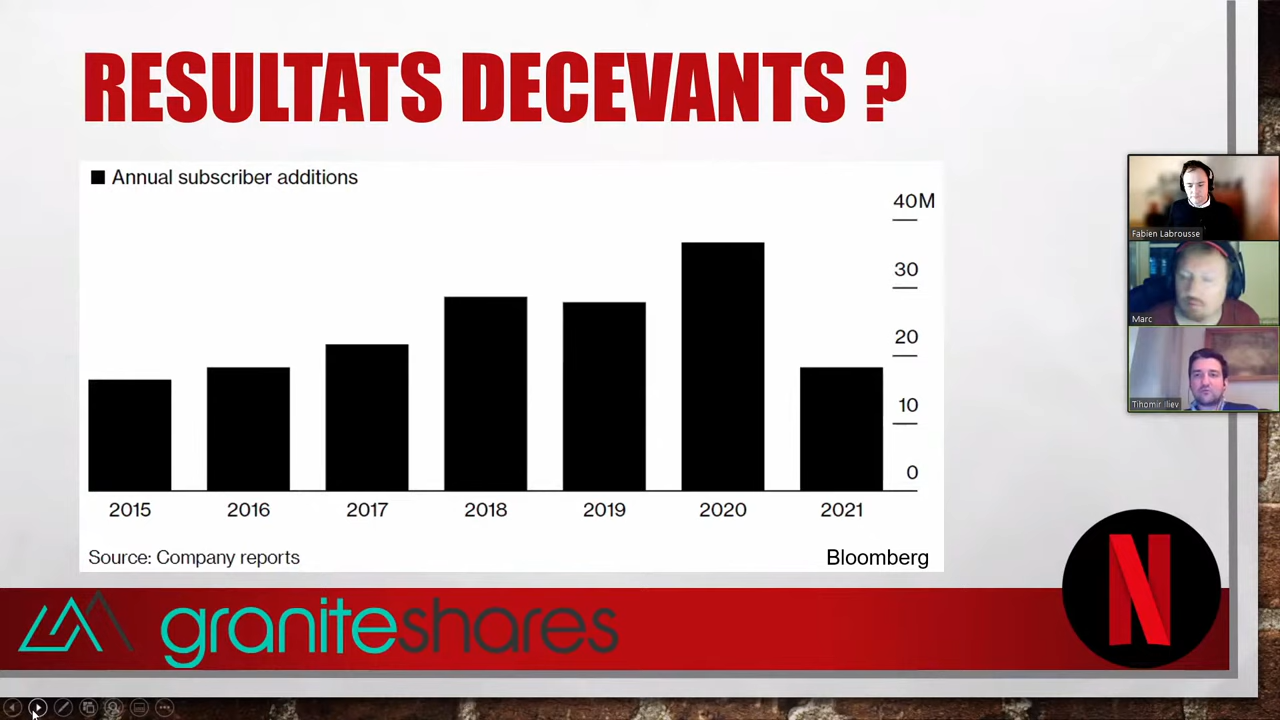 RESULTATS DECEVANTS ?
Annual subscriber additions
40M
30
20
10
0
2015 2016 2017 2018 2019 2020 2021
Source: Company reports Bloomberg
graniteshares
N
Fabien Labrousse
Marc
Tihomir Iliev